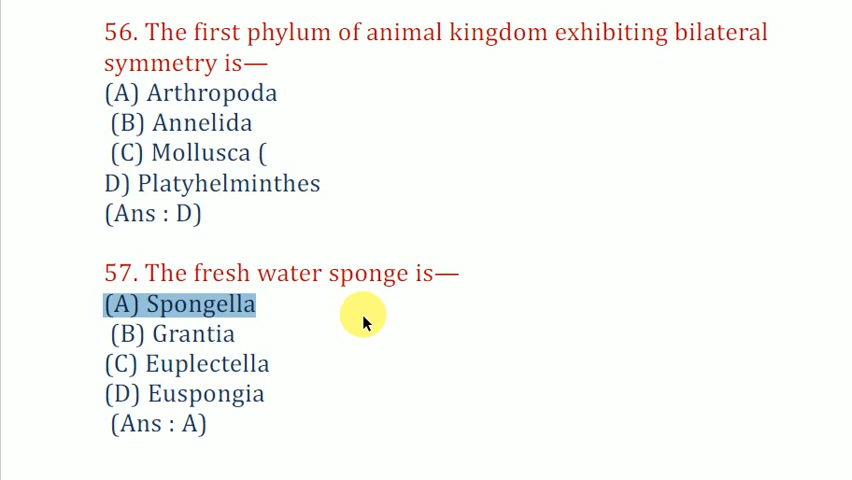 56. The first phylum of animal kingdom exhibiting bilateral
symmetry is—
(A) Arthropoda
(B) Annelida
(C) Mollusca (
D) Platyhelminthes
(Ans : D)
57. The fresh water sponge is—
(A) Spongella
(B) Grantia
(C) Euplectella
(D) Euspongia
(Ans : A)